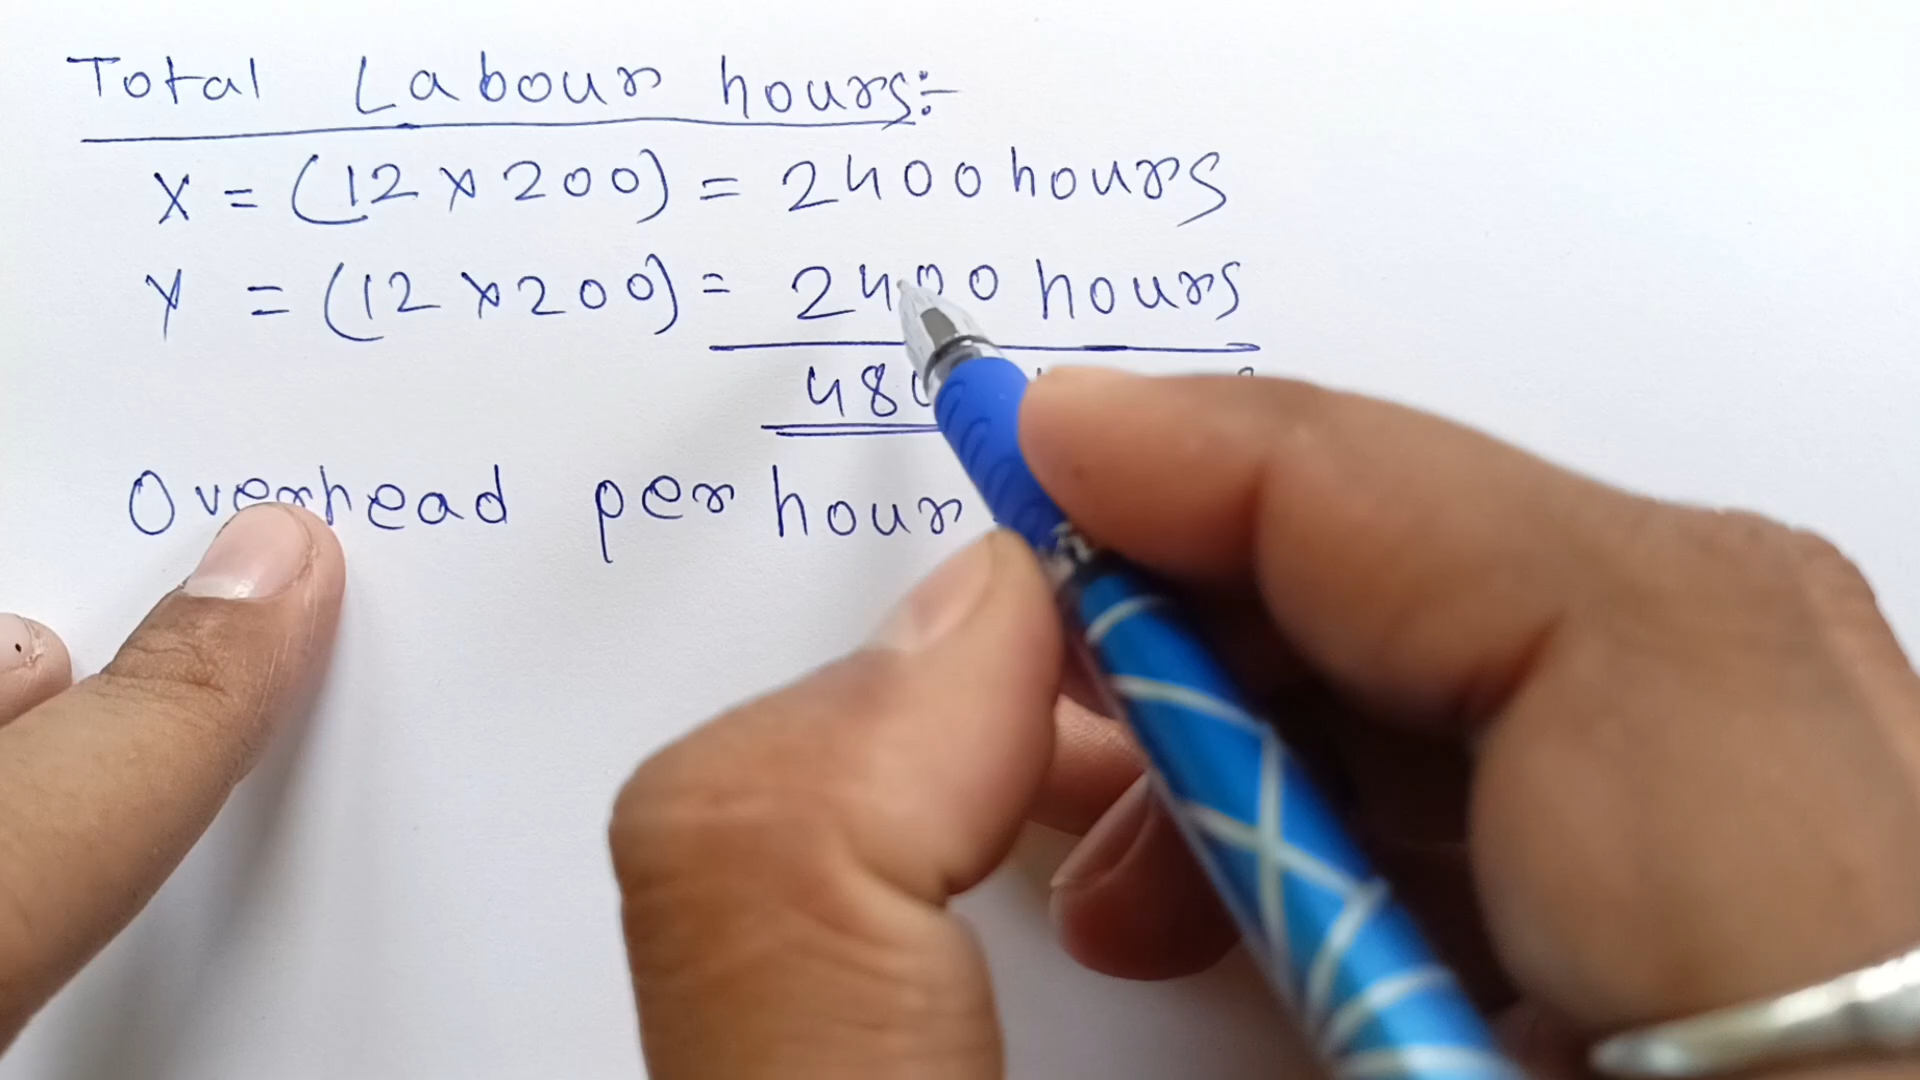 Total Labour hours:-
X = (12 x 200) = 2400 hours
Y = (12 x 200) = 2400 hours
Overhead per hour